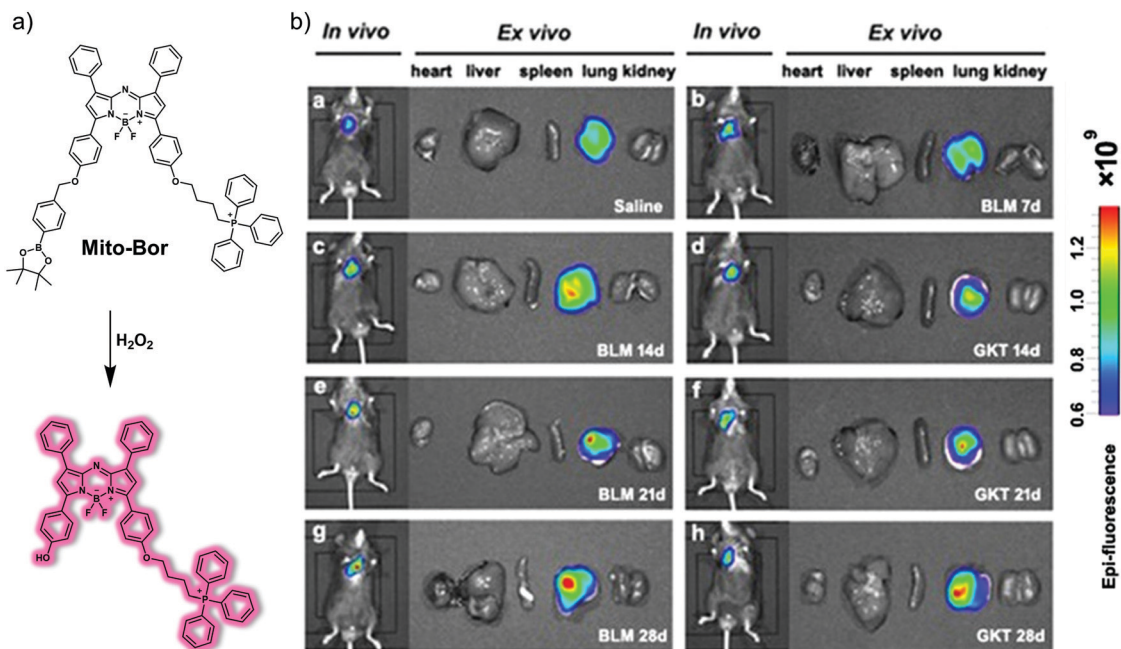 a)
N
N
N
B
-
+
F
F
O
O
P
+
B
O
O
Mito-Bor
H2O2
N
N
N
B
-
+
F
F
HO
O
P
+
b)
In vivo
Ex vivo
In vivo
Ex vivo
heart liver spleen lung kidney
heart liver spleen lung kidney
a
Saline
b
BLM 7d
c
BLM 14d
d
GKT 14d
e
BLM 21d
f
GKT 21d
g
BLM 28d
h
GKT 28d
×10⁹
1.2
1.0
0.8
0.6
Epi-fluorescence